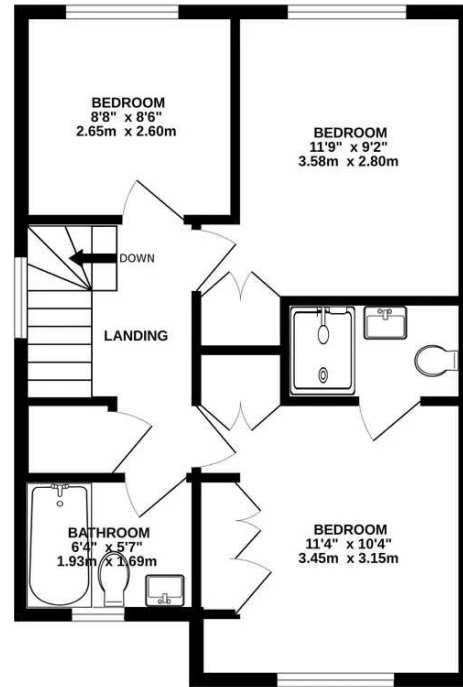 BEDROOM
8'8" x 8'6"
2.65m x 2.60m
BEDROOM
11'9" x 9'2"
3.58m x 2.80m
DOWN
LANDING
BATHROOM
6'4" x 5'7"
1.93m x 1.69m
BEDROOM
11'4" x 10'4"
3.45m x 3.15m